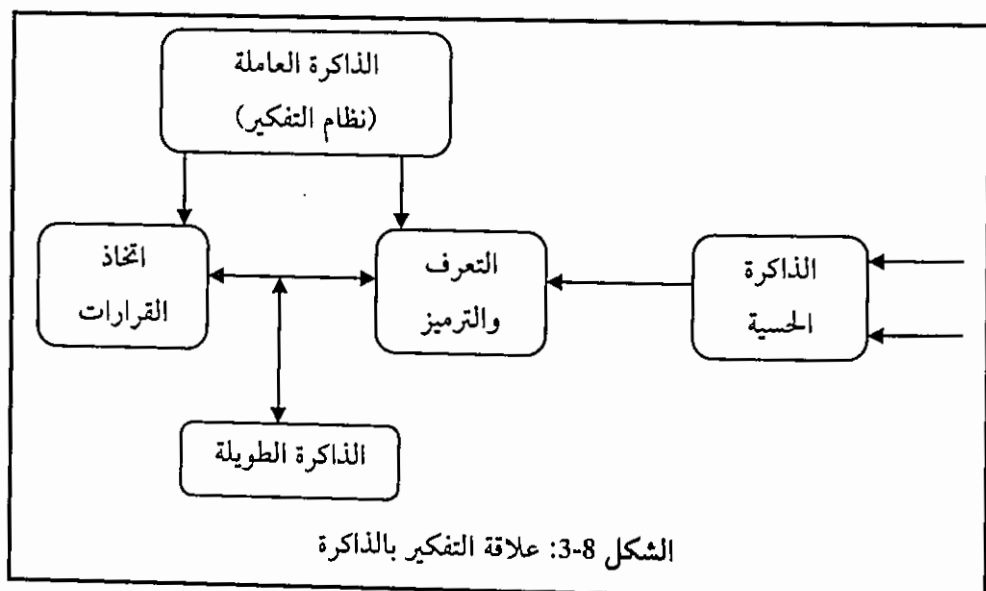 الذاكرة العاملة
(نظام التفكير)
الذاكرة
الحسية
التعرف
والترميز
اتخاذ
القرارات
الذاكرة الطويلة
الشكل 8-3: علاقة التفكير بالذاكرة